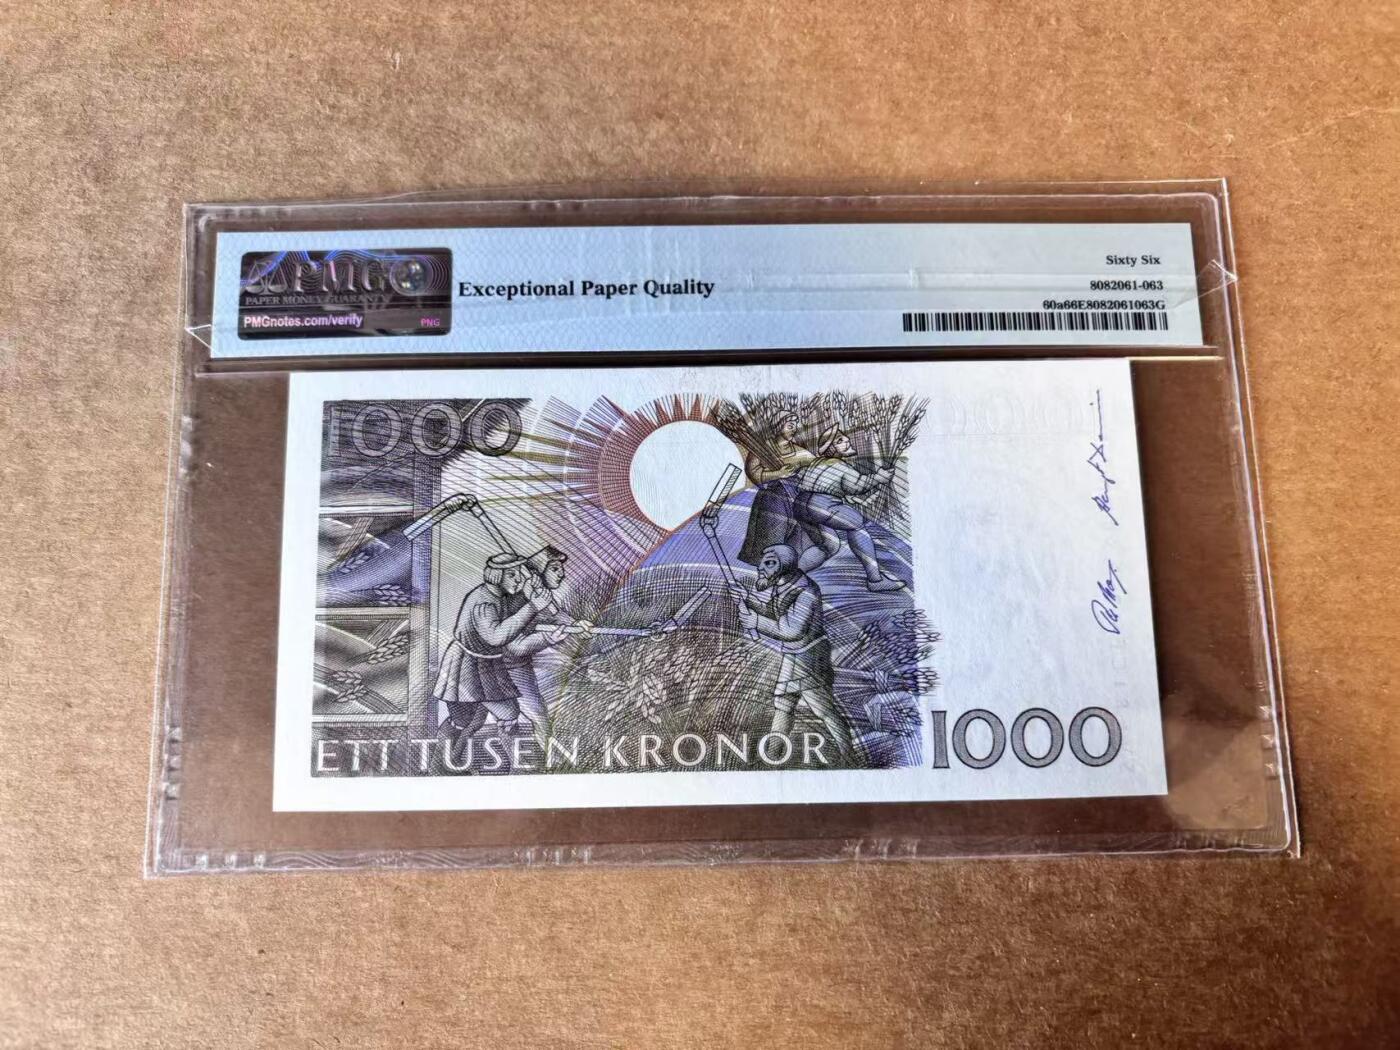 PMG
PAPER MONEY GUARANTY
PMGnotes.com/verify
PNG
Exceptional Paper Quality
Sixty Six
8082061-063
60a66E8082061063G
1000
ETT TUSEN KRONOR
1000